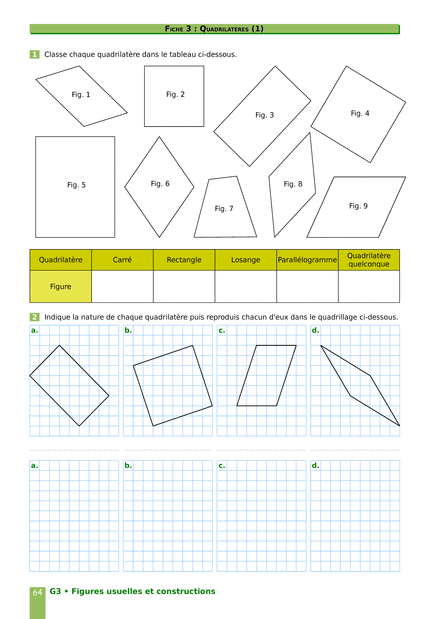 Fiche 3 : Quadrilatères (1)
1 Classe chaque quadrilatère dans le tableau ci-dessous.
Fig. 1
Fig. 2
Fig. 3
Fig. 4
Fig. 5
Fig. 6
Fig. 7
Fig. 8
Fig. 9
Quadrilatère Carré Rectangle Losange Parallélogramme Quadrilatère quelconque
Figure
2 Indique la nature de chaque quadrilatère puis reproduis chacun d'eux dans le quadrillage ci-dessous.
a. b. c. d.
a. b. c. d.
64 G3 • Figures usuelles et constructions